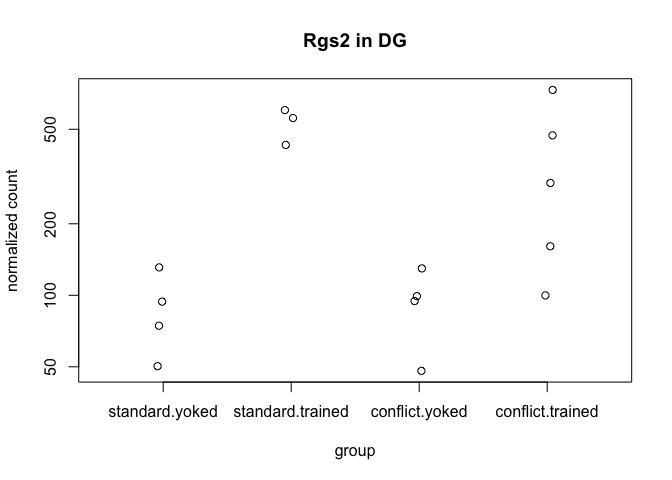 Rgs2 in DG
normalized count
500
200
100
50
standard.yoked standard.trained conflict.yoked conflict.trained
group